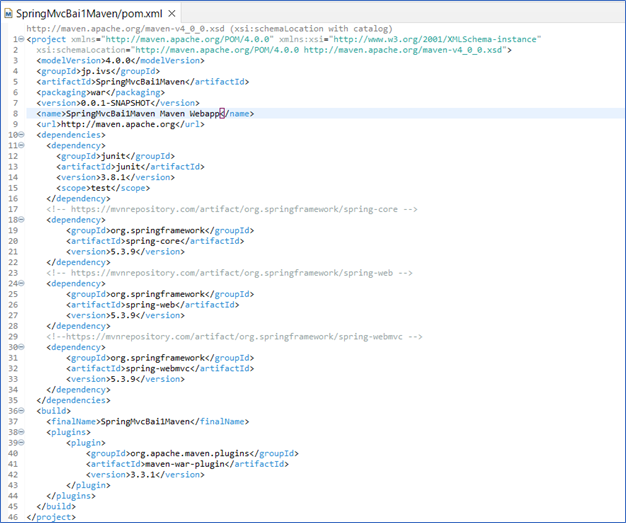 SpringMvcBai1Maven/pom.xml
http://maven.apache.org/maven-v4_0_0.xsd (xsi:schemaLocation with catalog)
1 <project xmlns="http://maven.apache.org/POM/4.0.0" xmlns:xsi="http://www.w3.org/2001/XMLSchema-instance"
2 xsi:schemaLocation="http://maven.apache.org/POM/4.0.0 http://maven.apache.org/maven-v4_0_0.xsd">
3 <modelVersion>4.0.0</modelVersion>
4 <groupId>jp.ivs</groupId>
5 <artifactId>SpringMvcBai1Maven</artifactId>
6 <packaging>war</packaging>
7 <version>0.0.1-SNAPSHOT</version>
8 <name>SpringMvcBai1Maven Maven Webapp</name>
9 <url>http://maven.apache.org</url>
10 <dependencies>
11 <dependency>
12 <groupId>junit</groupId>
13 <artifactId>junit</artifactId>
14 <version>3.8.1</version>
15 <scope>test</scope>
16 </dependency>
17 <!-- https://mvnrepository.com/artifact/org.springframework/spring-core -->
18 <dependency>
19 <groupId>org.springframework</groupId>
20 <artifactId>spring-core</artifactId>
21 <version>5.3.9</version>
22 </dependency>
23 <!-- https://mvnrepository.com/artifact/org.springframework/spring-web -->
24 <dependency>
25 <groupId>org.springframework</groupId>
26 <artifactId>spring-web</artifactId>
27 <version>5.3.9</version>
28 </dependency>
29 <!--https://mvnrepository.com/artifact/org.springframework/spring-webmvc -->
30 <dependency>
31 <groupId>org.springframework</groupId>
32 <artifactId>spring-webmvc</artifactId>
33 <version>5.3.9</version>
34 </dependency>
35 </dependencies>
36 <build>
37 <finalName>SpringMvcBai1Maven</finalName>
38 <plugins>
39 <plugin>
40 <groupId>org.apache.maven.plugins</groupId>
41 <artifactId>maven-war-plugin</artifactId>
42 <version>3.3.1</version>
43 </plugin>
44 </plugins>
45 </build>
46 </project>